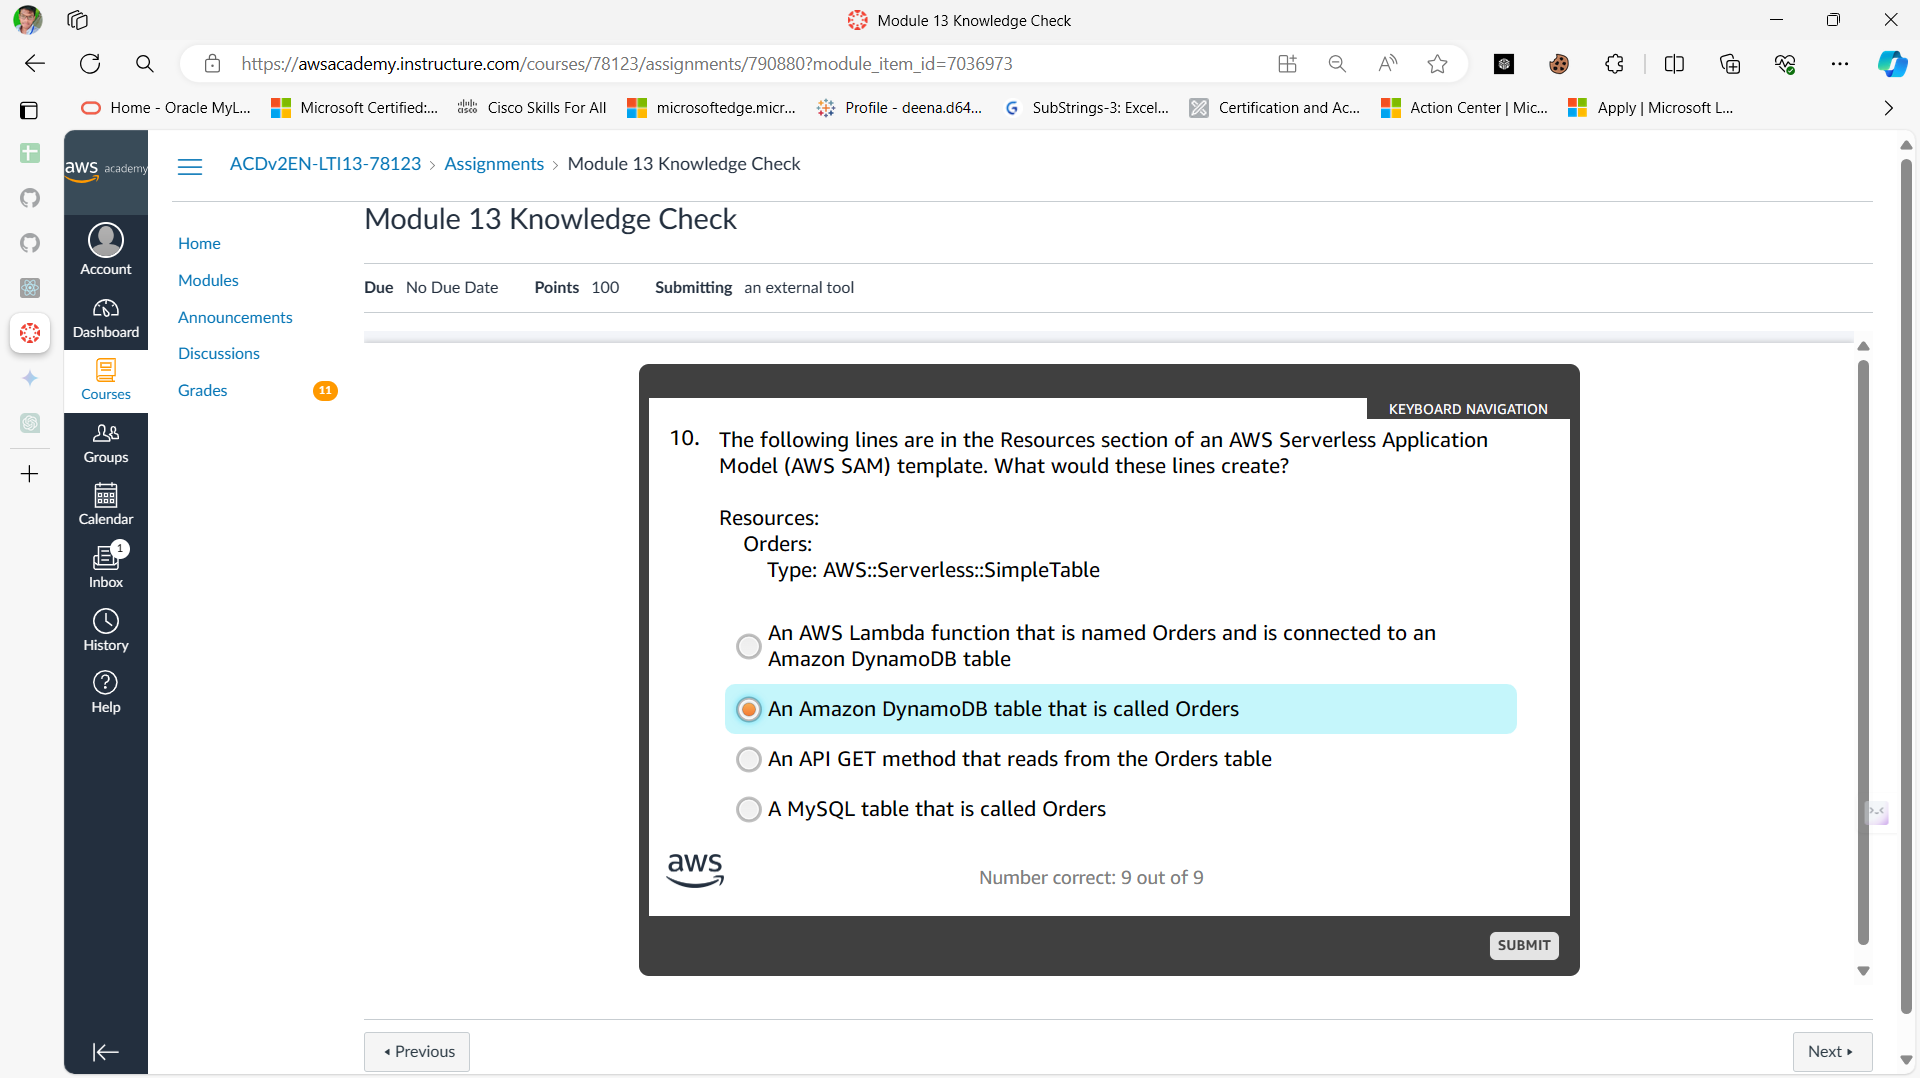 Module 13 Knowledge Check
https://awsacademy.instructure.com/courses/78123/assignments/790880?module_item_id=7036973
Home - Oracle MyL...
Microsoft Certified:...
Cisco Skills For All
microsoftedge.micr...
Profile - deena.d64...
SubStrings-3: Excel...
Certification and Ac...
Action Center | Mic...
Apply | Microsoft L...
aws academy
ACDv2EN-LTI13-78123 › Assignments › Module 13 Knowledge Check
Account
Dashboard
Courses
Groups
Calendar
1
Inbox
History
Help
Home
Modules
Announcements
Discussions
Grades 11
Module 13 Knowledge Check
Due No Due Date Points 100 Submitting an external tool
KEYBOARD NAVIGATION
10. The following lines are in the Resources section of an AWS Serverless Application
Model (AWS SAM) template. What would these lines create?
Resources:
Orders:
Type: AWS::Serverless::SimpleTable
An AWS Lambda function that is named Orders and is connected to an
Amazon DynamoDB table
An Amazon DynamoDB table that is called Orders
An API GET method that reads from the Orders table
A MySQL table that is called Orders
aws
Number correct: 9 out of 9
SUBMIT
Previous
Next